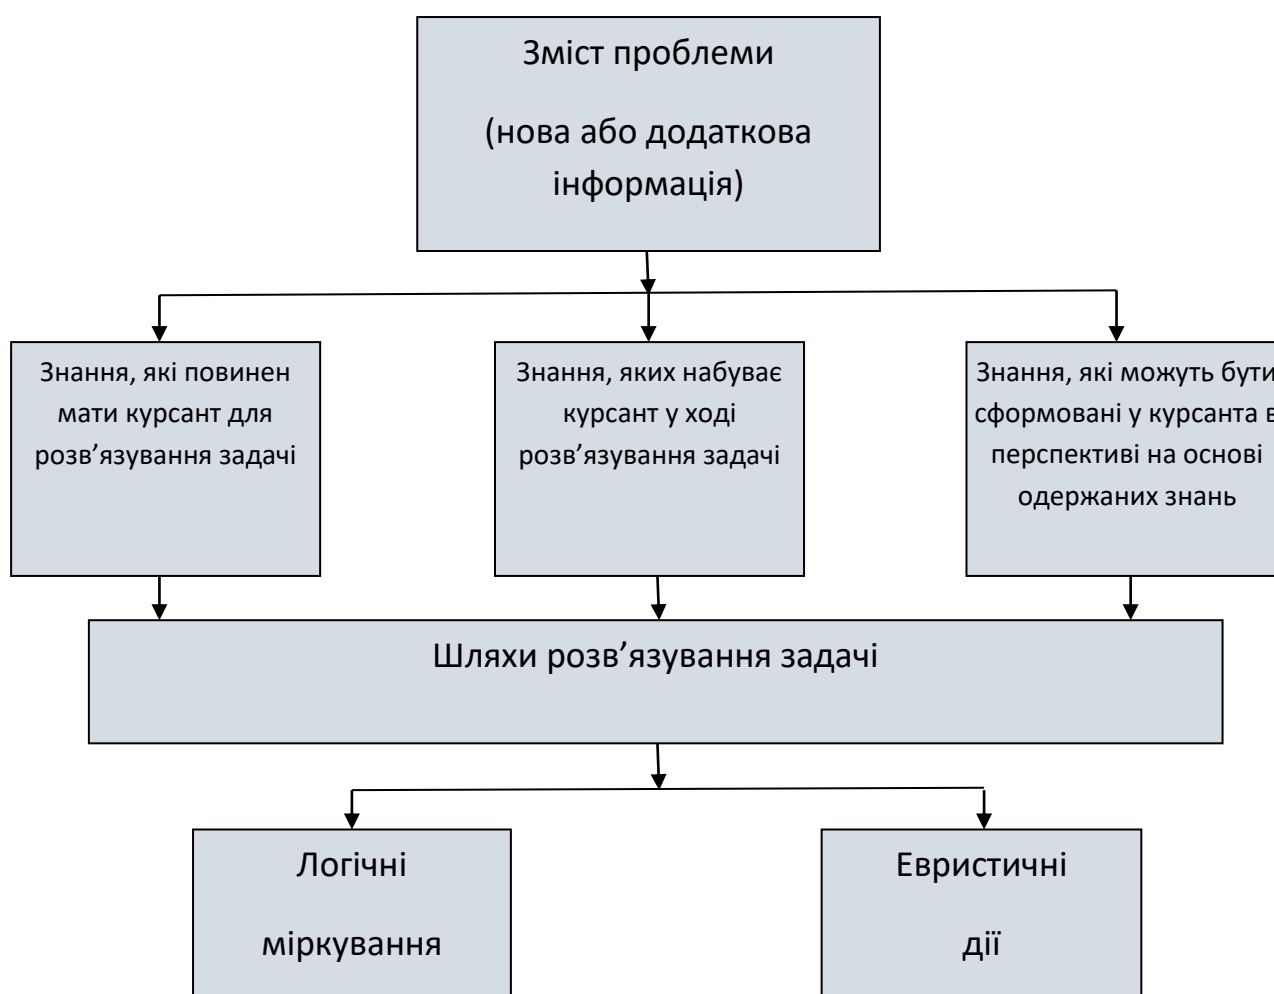 Зміст проблеми
(нова або додаткова
інформація)
Знання, які повинен
мати курсант для
розв’язування задачі
Знання, яких набуває
курсант у ході
розв’язування задачі
Знання, які можуть бути
сформовані у курсанта в
перспективі на основі
одержаних знань
Шляхи розв’язування задачі
Логічні
міркування
Евристичні
дії